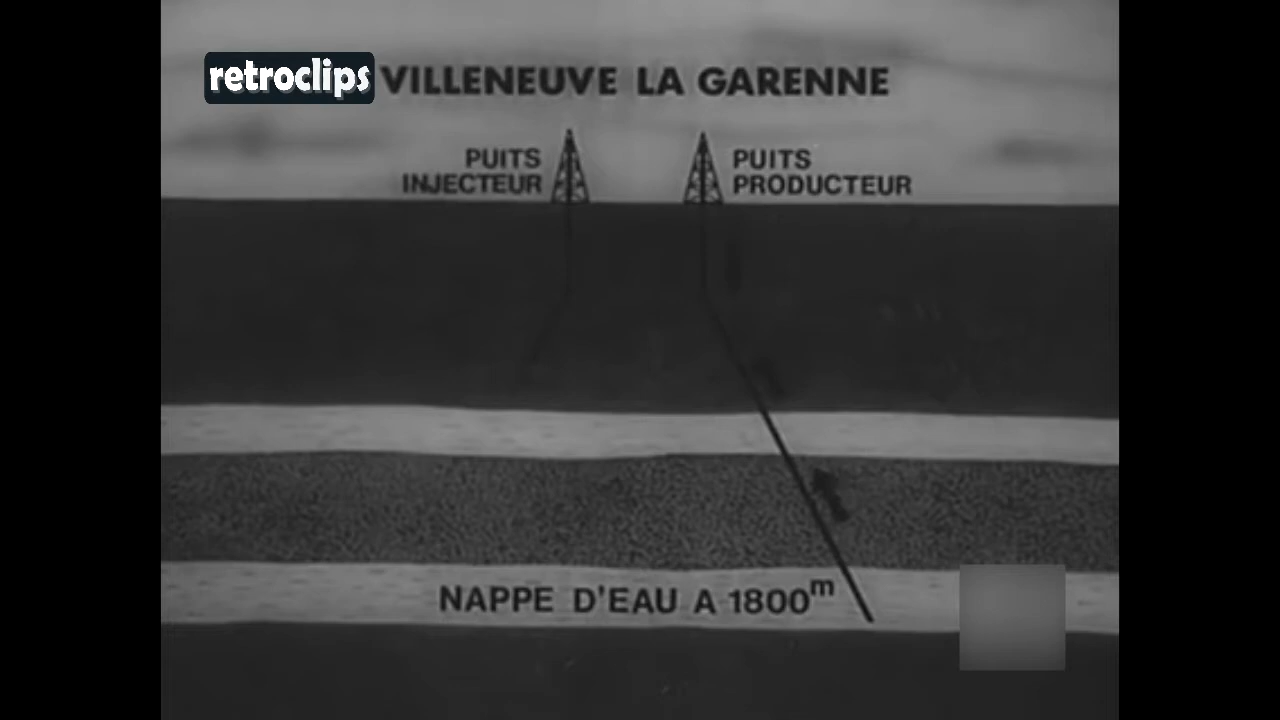 retroclips
VILLENEUVE LA GARENNE
PUITS
INJECTEUR
PUITS
PRODUCTEUR
NAPPE D'EAU A 1800m